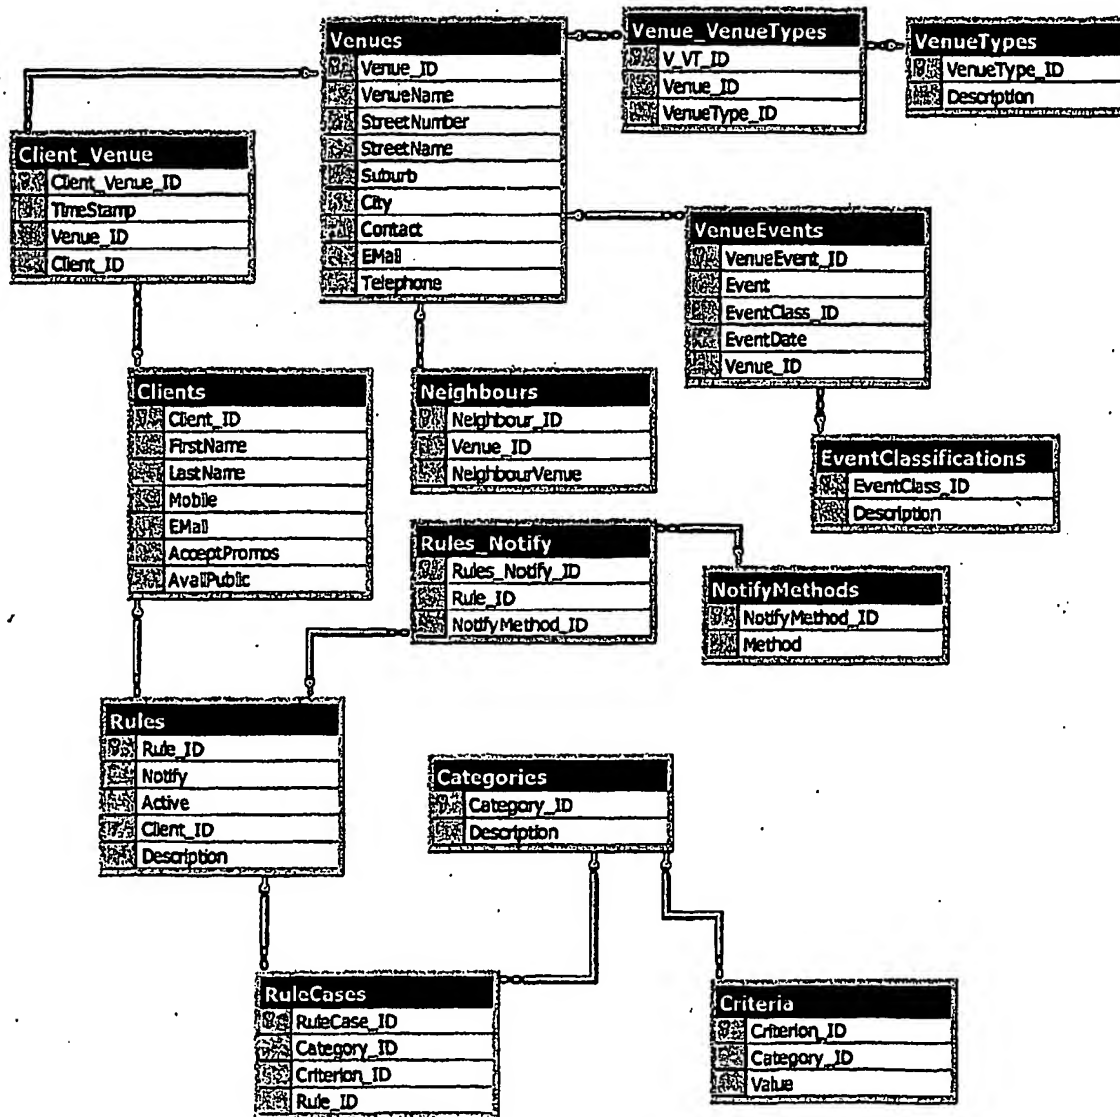 Venues
Venue_ID
VenueName
StreetNumber
StreetName
Suburb
City
Contact
EMail
Telephone
Venue_VenueTypes
V_VT_ID
Venue_ID
VenueType_ID
VenueTypes
VenueType_ID
Description
Client_Venue
Client_Venue_ID
TimeStamp
Venue_ID
Client_ID
VenueEvents
VenueEvent_ID
Event
EventClass_ID
EventDate
Venue_ID
Clients
Client_ID
FirstName
LastName
Mobile
EMail
AcceptPromos
AvailPublic
Neighbours
Neighbour_ID
Venue_ID
NeighbourVenue
EventClassifications
EventClass_ID
Description
Rules_Notify
Rules_Notify_ID
Rule_ID
NotifyMethod_ID
NotifyMethods
NotifyMethod_ID
Method
Rules
Rule_ID
Notify
Active
Client_ID
Description
Categories
Category_ID
Description
RuleCases
RuleCase_ID
Category_ID
Criterion_ID
Rule_ID
Criteria
Criterion_ID
Category_ID
Value